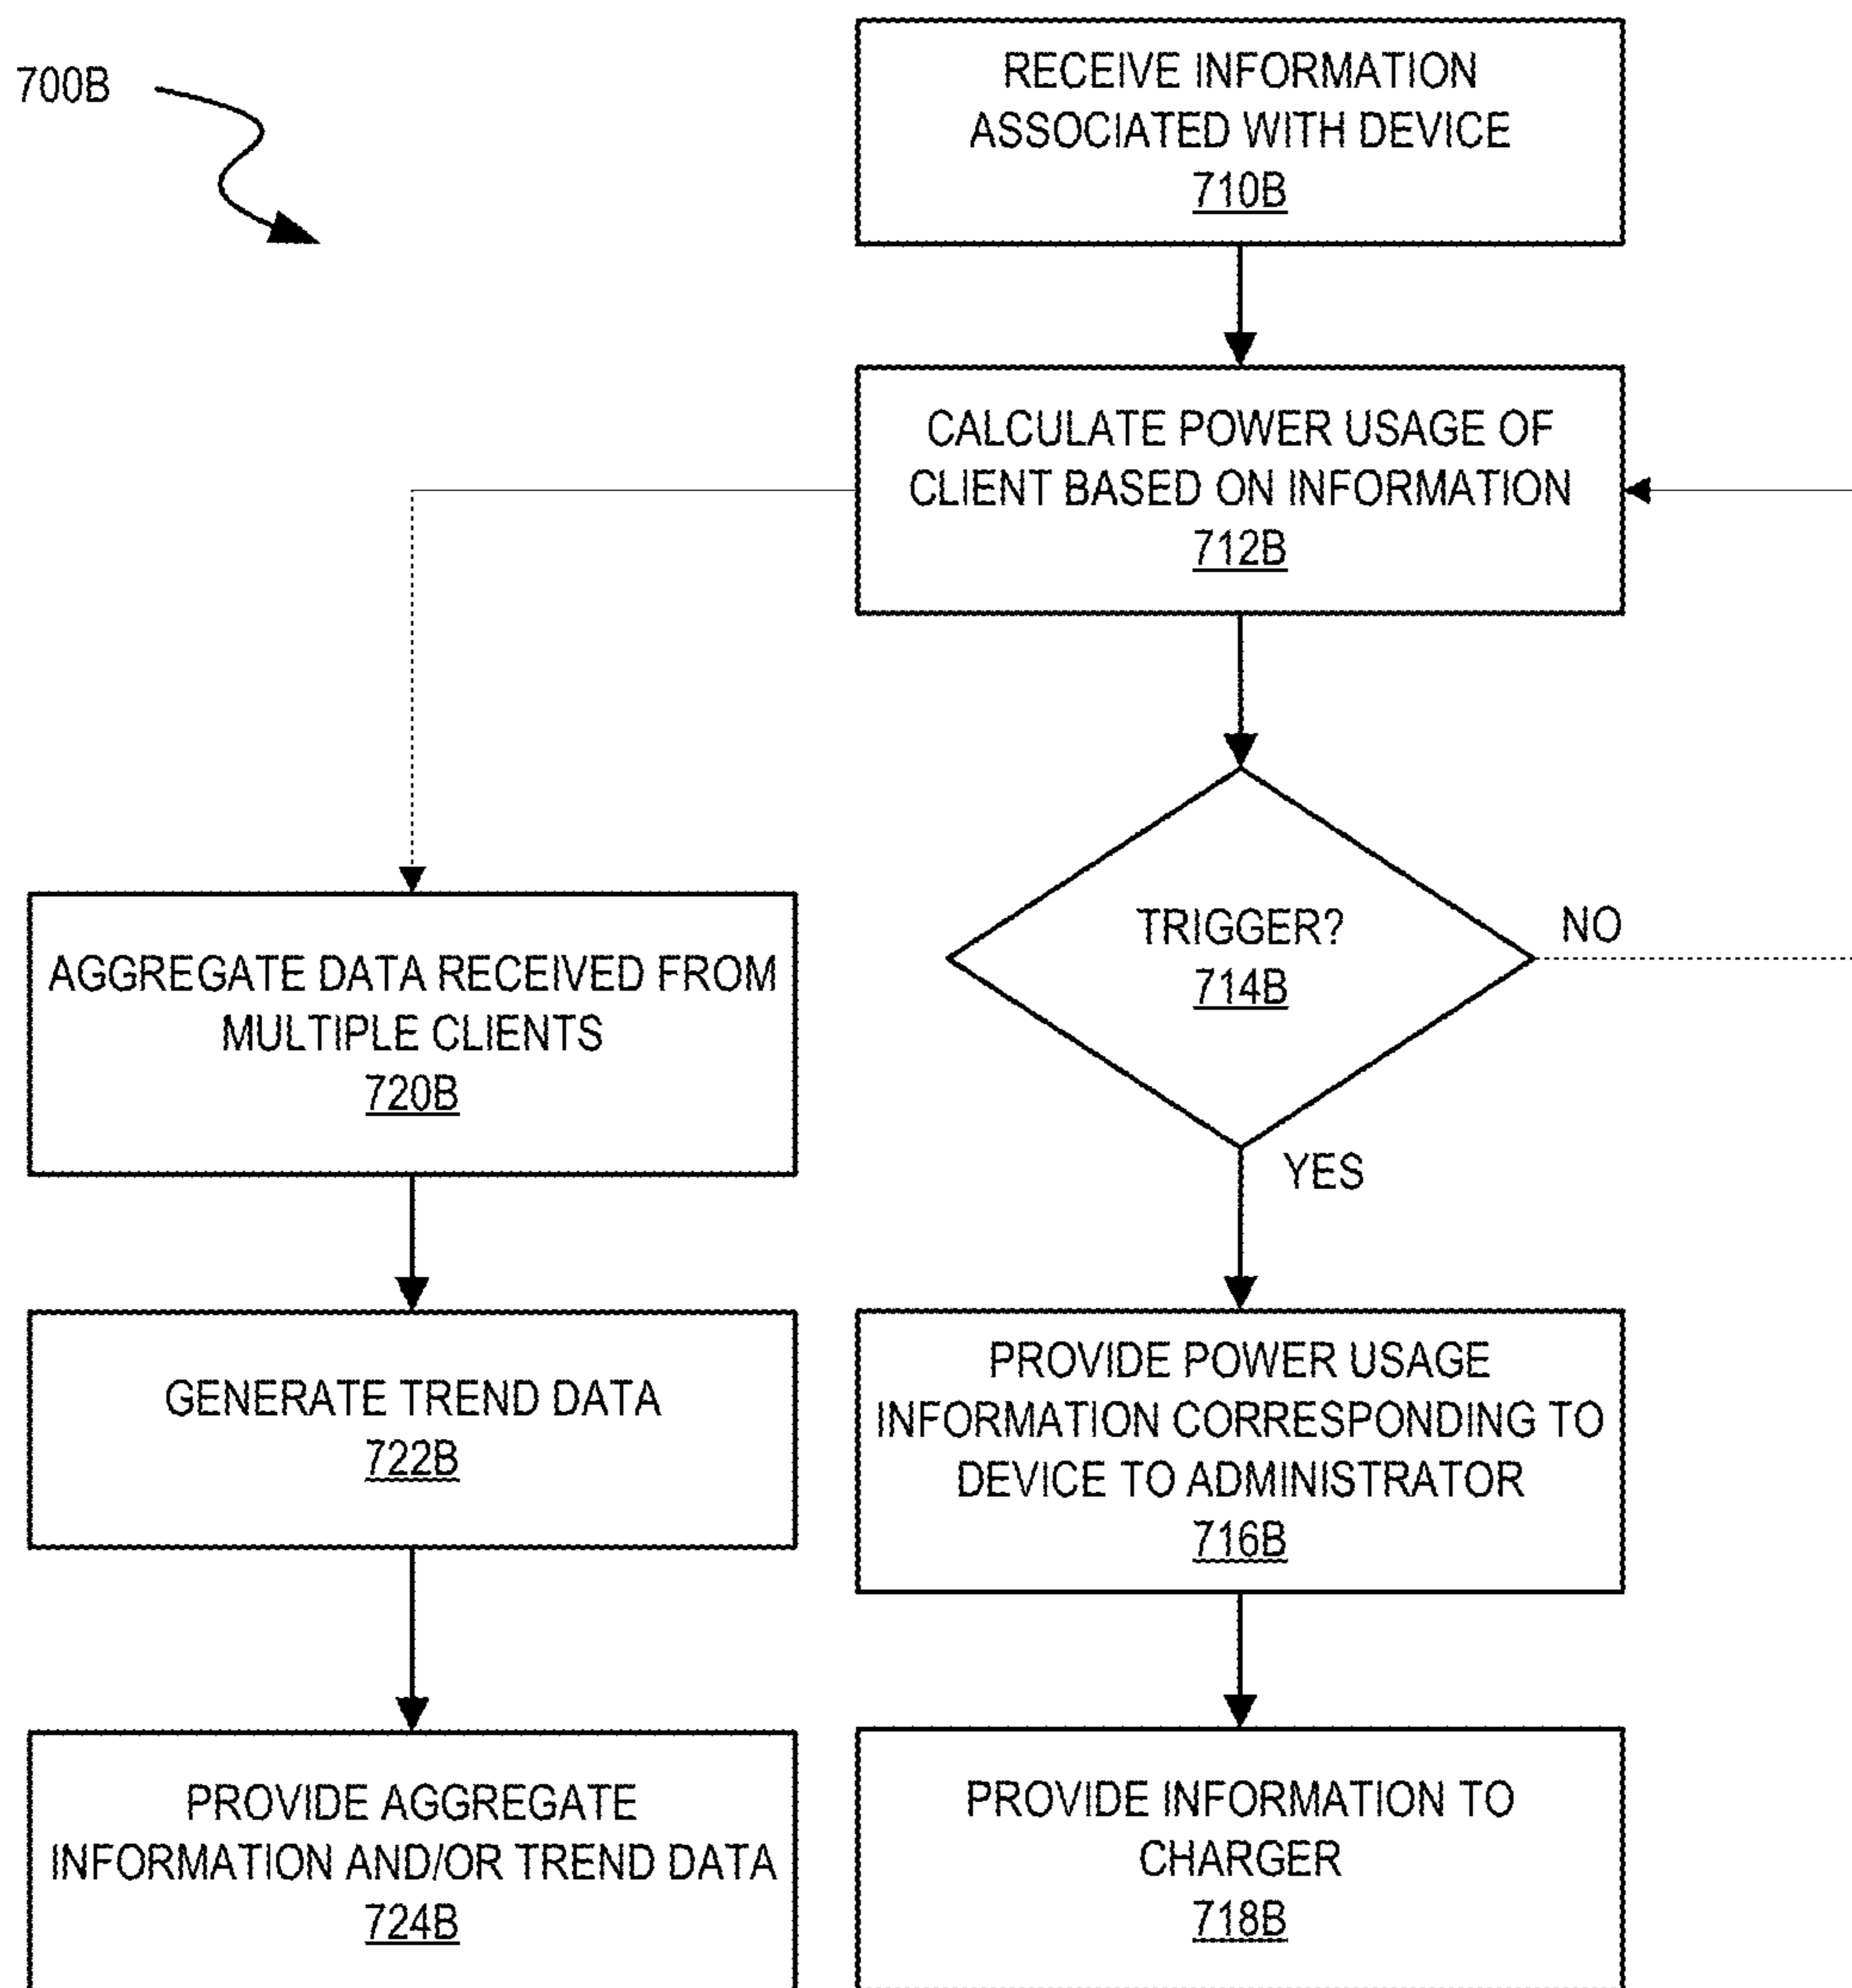 700B
RECEIVE INFORMATION
ASSOCIATED WITH DEVICE
710B
CALCULATE POWER USAGE OF
CLIENT BASED ON INFORMATION
712B
TRIGGER?
714B
NO
YES
AGGREGATE DATA RECEIVED FROM
MULTIPLE CLIENTS
720B
GENERATE TREND DATA
722B
PROVIDE POWER USAGE
INFORMATION CORRESPONDING TO
DEVICE TO ADMINISTRATOR
716B
PROVIDE AGGREGATE
INFORMATION AND/OR TREND DATA
724B
PROVIDE INFORMATION TO
CHARGER
718B